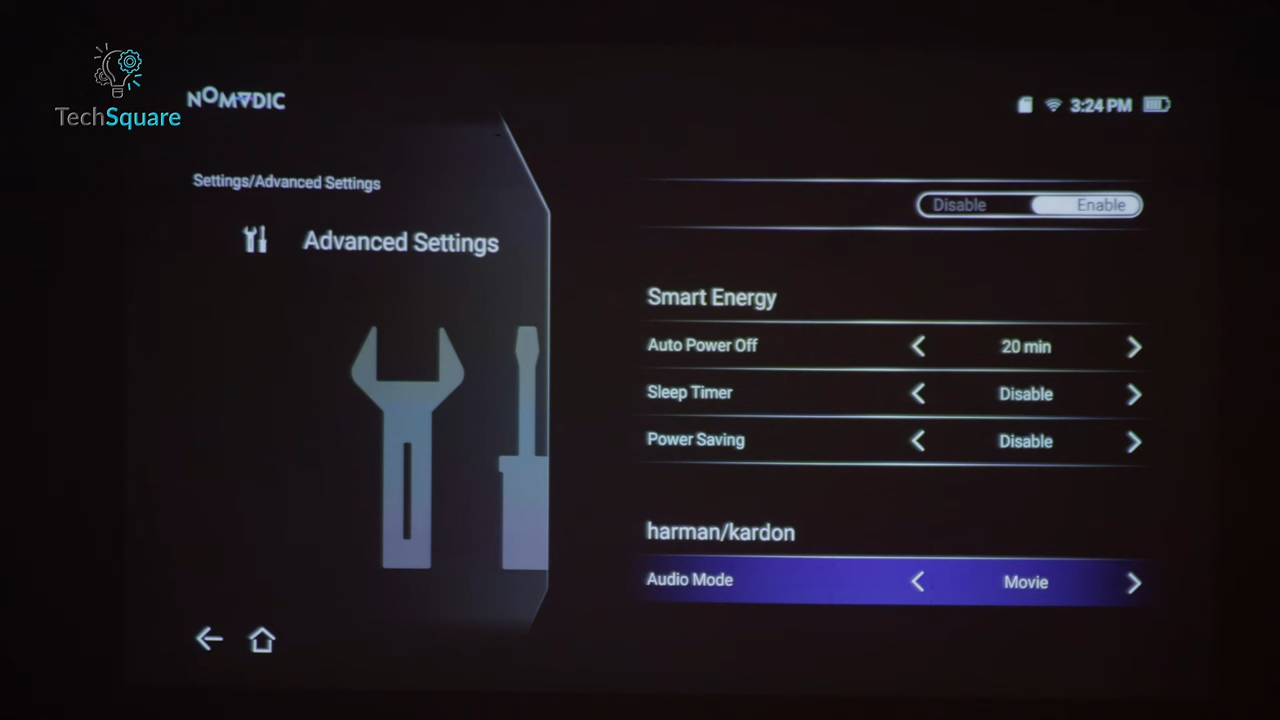 TechSquare
NOMADIC
3:24 PM
Settings/Advanced Settings
Advanced Settings
Disable Enable
Smart Energy
Auto Power Off 20 min
Sleep Timer Disable
Power Saving Disable
harman/kardon
Audio Mode Movie